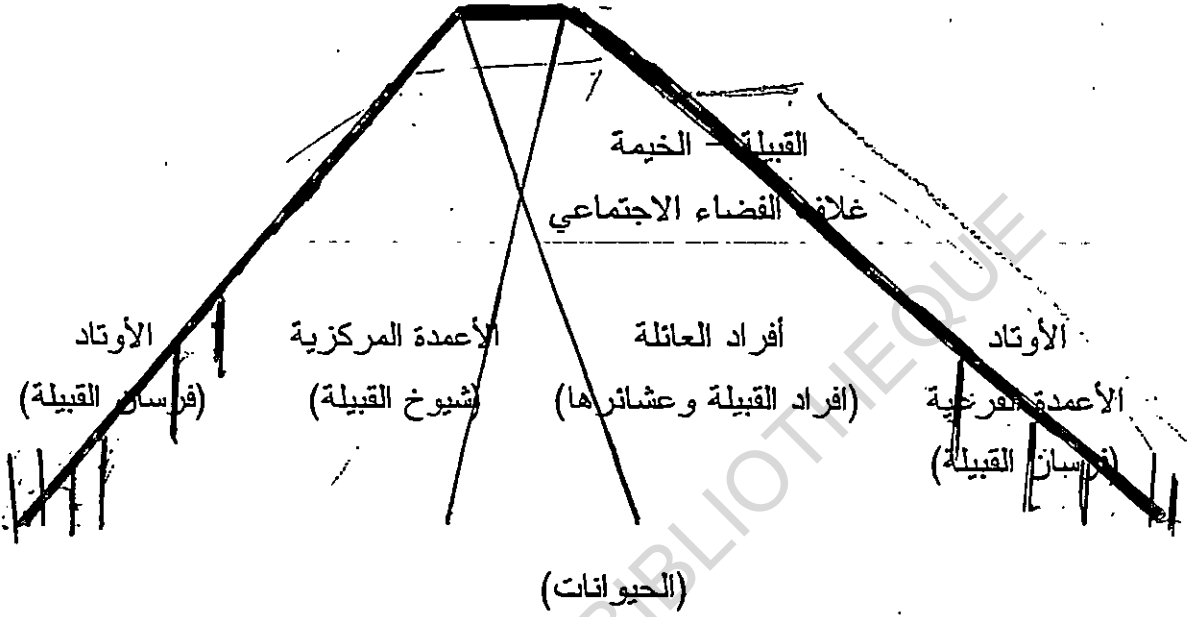 القبيلة – الخيمة
غلاف الفضاء الاجتماعي
الأوتاد
أفراد العائلة
الأعمدة المركزية
الأوتاد
الأعمدة الفرعية
(افراد القبيلة وعشائرها)
(شيوخ القبيلة)
(فرسان القبيلة)
(فرسان القبيلة)
(الحيوانات)
BIBLIOTHEQUE